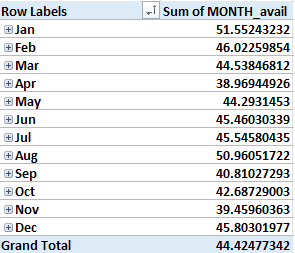 Row Labels Sum of MONTH_avail
Jan 51.55243232
Feb 46.02259854
Mar 44.53846812
Apr 38.96944926
May 44.2931453
Jun 45.46030339
Jul 45.54580435
Aug 50.96051722
Sep 40.81027293
Oct 42.68729003
Nov 39.45960363
Dec 45.80301977
Grand Total 44.42477342